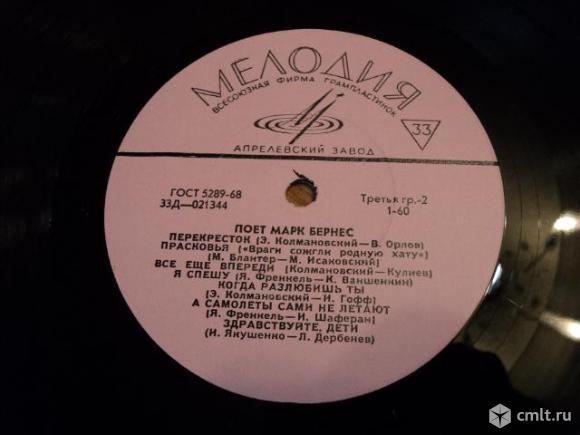 МЕЛОДИЯ
ВСЕСОЮЗНАЯ ФИРМА ГРАМПЛАСТИНОК
33
АПРЕЛЕВСКИЙ ЗАВОД
ГОСТ 5289-68
33Д—021344
Третья гр.-2
1-60
ПОЕТ МАРК БЕРНЕС
ПЕРЕКРЕСТОК (Э. Колмановский—В. Орлов)
ПРАСКОВЬЯ («Враги сожгли родную хату»)
(М. Блантер—М. Исаковский)
ВСЕ ЕЩЕ ВПЕРЕДИ (Колмановский—Кулиев)
Я СПЕШУ (Я. Френкель—К. Ваншенкин)
КОГДА РАЗЛЮБИШЬ ТЫ
(Э. Колмановский—И. Гофф)
А САМОЛЕТЫ САМИ НЕ ЛЕТАЮТ
(Я. Френкель—И. Шаферан)
ЗДРАВСТВУЙТЕ, ДЕТИ
(И. Якушенко—Л. Дербенев)
cmlt.ru